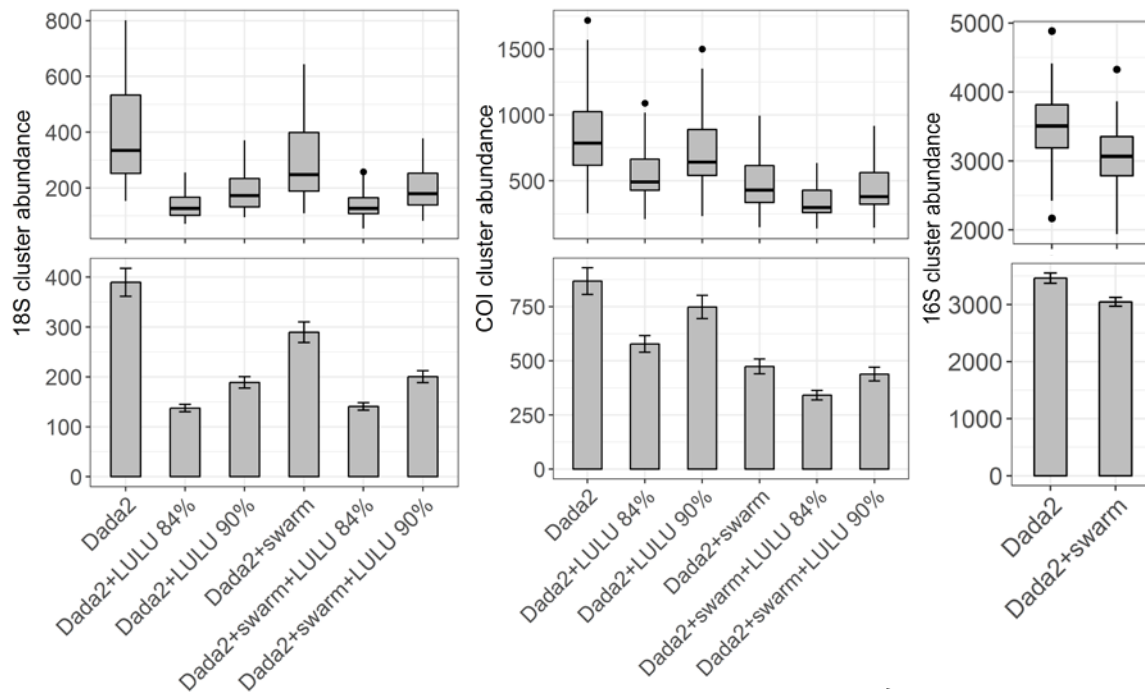 18S cluster abundance
800
600
400
200
400
300
200
100
0
Dada2
Dada2+LULU 84%
Dada2+LULU 90%
Dada2+swarm
Dada2+swarm+LULU 84%
Dada2+swarm+LULU 90%
COI cluster abundance
1500
1000
500
750
500
250
0
Dada2
Dada2+LULU 84%
Dada2+LULU 90%
Dada2+swarm
Dada2+swarm+LULU 84%
Dada2+swarm+LULU 90%
16S cluster abundance
5000
4000
3000
2000
3000
2000
1000
0
Dada2
Dada2+swarm